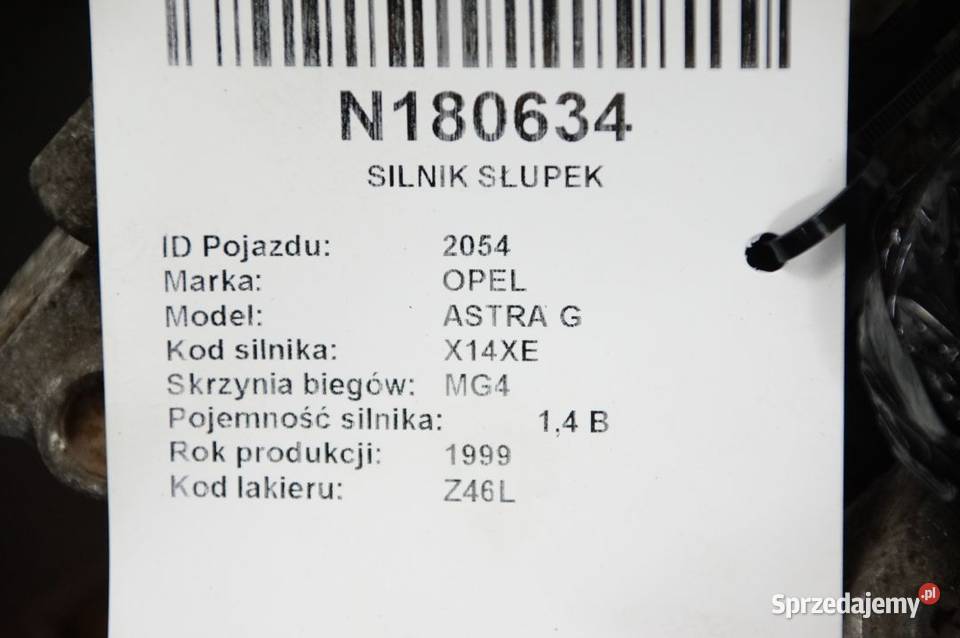 N180634
SILNIK SŁUPEK
ID Pojazdu: 2054
Marka: OPEL
Model: ASTRA G
Kod silnika: X14XE
Skrzynia biegów: MG4
Pojemność silnika: 1,4 B
Rok produkcji: 1999
Kod lakieru: Z46L
Sprzedajemy.pl